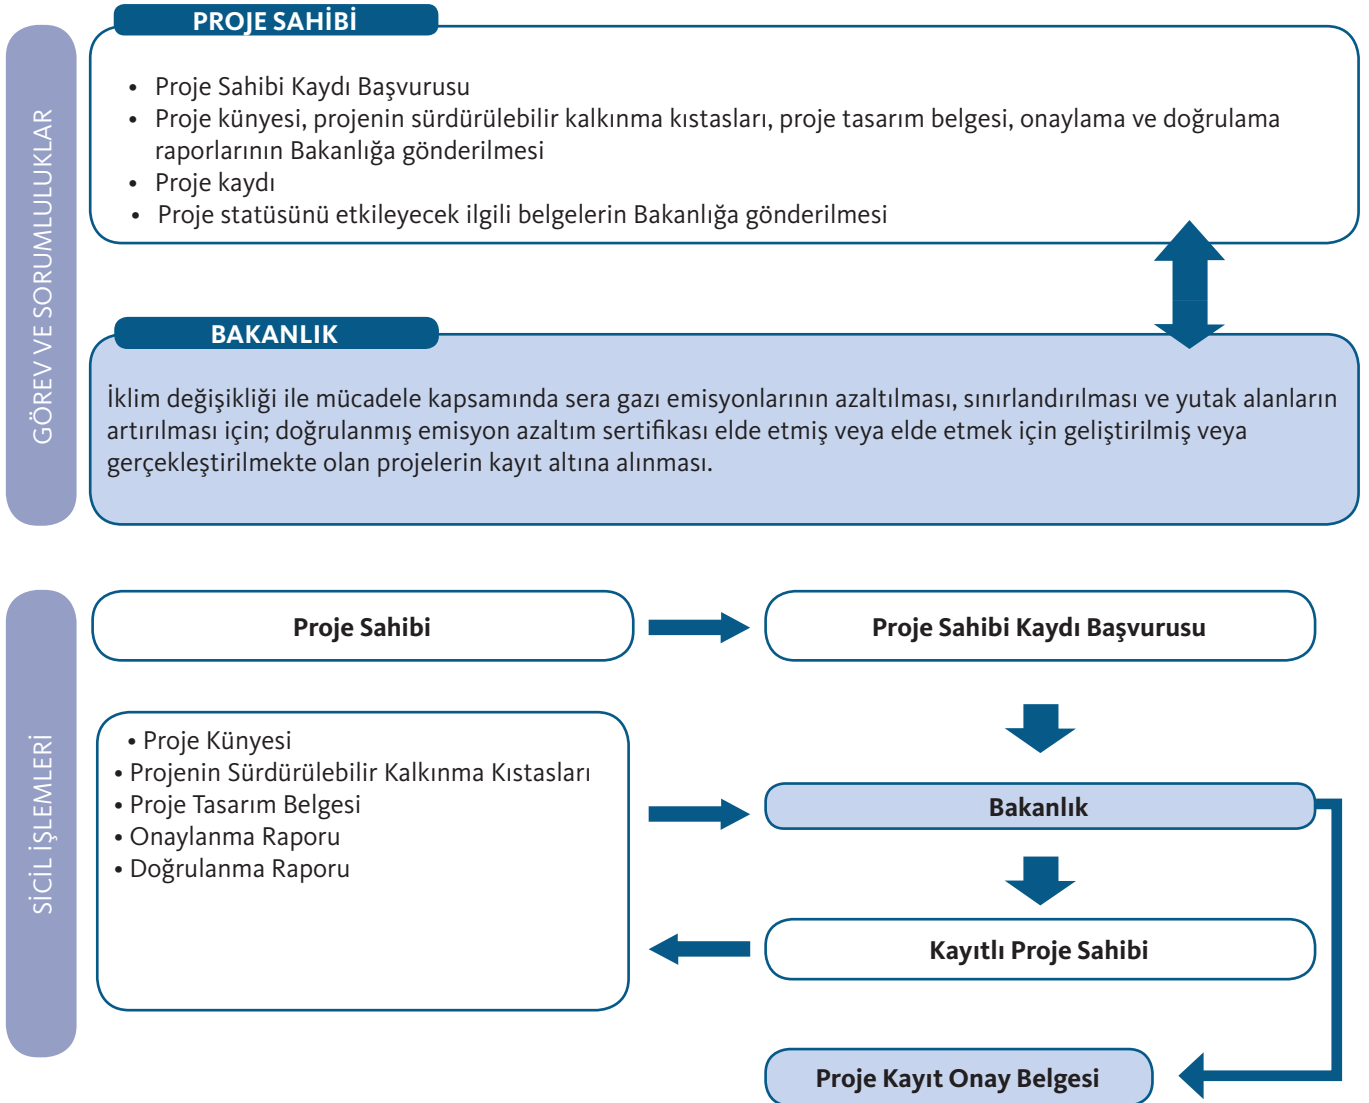 GÖREV VE SORUMLULUKLAR
PROJE SAHİBİ
• Proje Sahibi Kaydı Başvurusu
• Proje künyesi, projenin sürdürülebilir kalkınma kıstasları, proje tasarım belgesi, onaylama ve doğrulama
raporlarının Bakanlığa gönderilmesi
• Proje kaydı
• Proje statüsünü etkileyecek ilgili belgelerin Bakanlığa gönderilmesi
BAKANLIK
İklim değişikliği ile mücadele kapsamında sera gazı emisyonlarının azaltılması, sınırlandırılması ve yutak alanların
artırılması için; doğrulanmış emisyon azaltım sertifikası elde etmiş veya elde etmek için geliştirilmiş veya
gerçekleştirilmekte olan projelerin kayıt altına alınması.
SİCİL İŞLEMLERİ
Proje Sahibi
Proje Sahibi Kaydı Başvurusu
• Proje Künyesi
• Projenin Sürdürülebilir Kalkınma Kıstasları
• Proje Tasarım Belgesi
• Onaylanma Raporu
• Doğrulanma Raporu
Bakanlık
Kayıtlı Proje Sahibi
Proje Kayıt Onay Belgesi